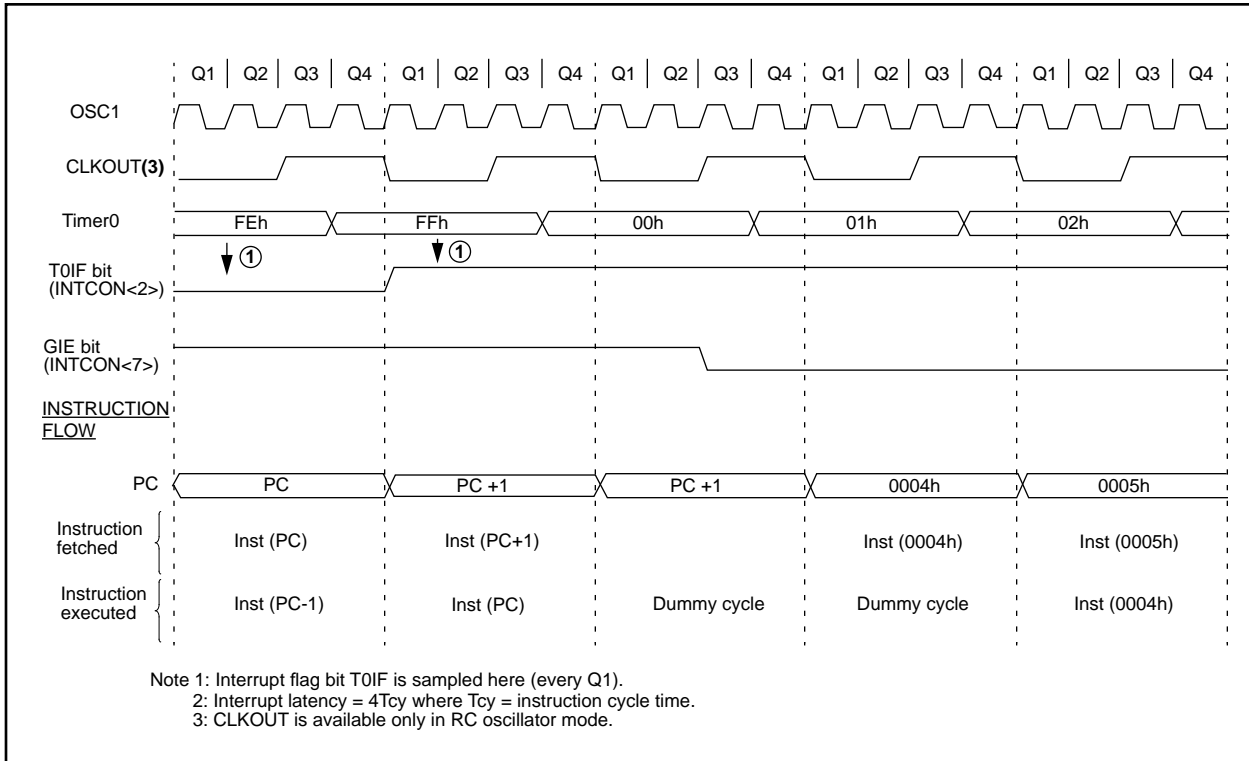 Q1 Q2 Q3 Q4 Q1 Q2 Q3 Q4 Q1 Q2 Q3 Q4 Q1 Q2 Q3 Q4 Q1 Q2 Q3 Q4
OSC1
CLKOUT(3)
Timer0 FEh FFh 00h 01h 02h
1 1
T0IF bit
(INTCON<2>)
GIE bit
(INTCON<7>)
INSTRUCTION
FLOW
PC PC PC +1 PC +1 0004h 0005h
Instruction
fetched
Inst (PC) Inst (PC+1) Inst (0004h) Inst (0005h)
Instruction
executed
Inst (PC-1) Inst (PC) Dummy cycle Dummy cycle Inst (0004h)
Note 1: Interrupt flag bit T0IF is sampled here (every Q1).
2: Interrupt latency = 4Tcy where Tcy = instruction cycle time.
3: CLKOUT is available only in RC oscillator mode.